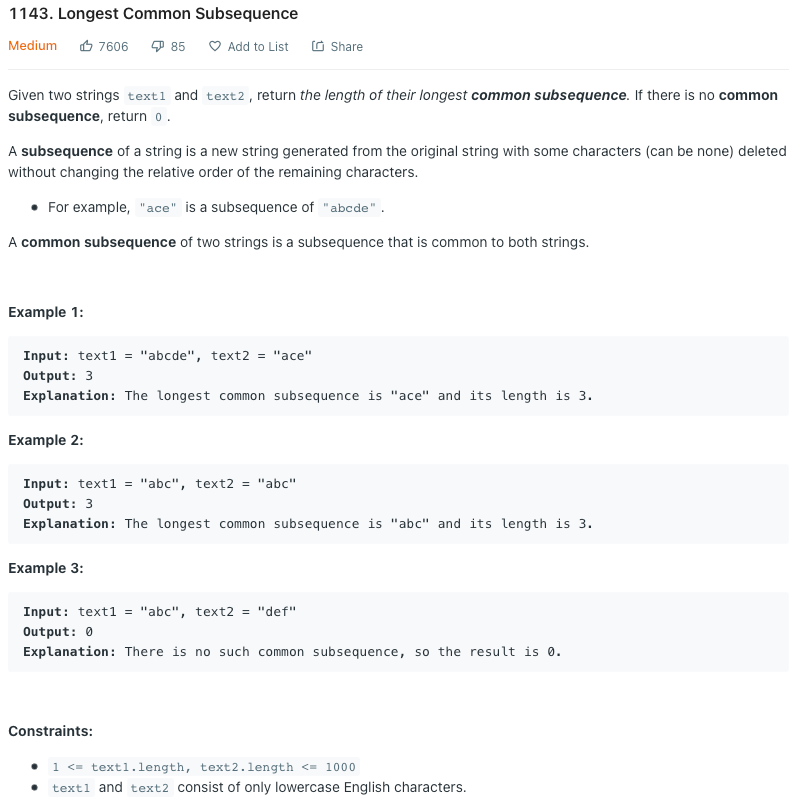 1143. Longest Common Subsequence
Medium 7606 85 Add to List Share
Given two strings text1 and text2, return the length of their longest common subsequence. If there is no common
subsequence, return 0.
A subsequence of a string is a new string generated from the original string with some characters (can be none) deleted
without changing the relative order of the remaining characters.
• For example, "ace" is a subsequence of "abcde".
A common subsequence of two strings is a subsequence that is common to both strings.
Example 1:
Input: text1 = "abcde", text2 = "ace"
Output: 3
Explanation: The longest common subsequence is "ace" and its length is 3.
Example 2:
Input: text1 = "abc", text2 = "abc"
Output: 3
Explanation: The longest common subsequence is "abc" and its length is 3.
Example 3:
Input: text1 = "abc", text2 = "def"
Output: 0
Explanation: There is no such common subsequence, so the result is 0.
Constraints:
• 1 <= text1.length, text2.length <= 1000
• text1 and text2 consist of only lowercase English characters.